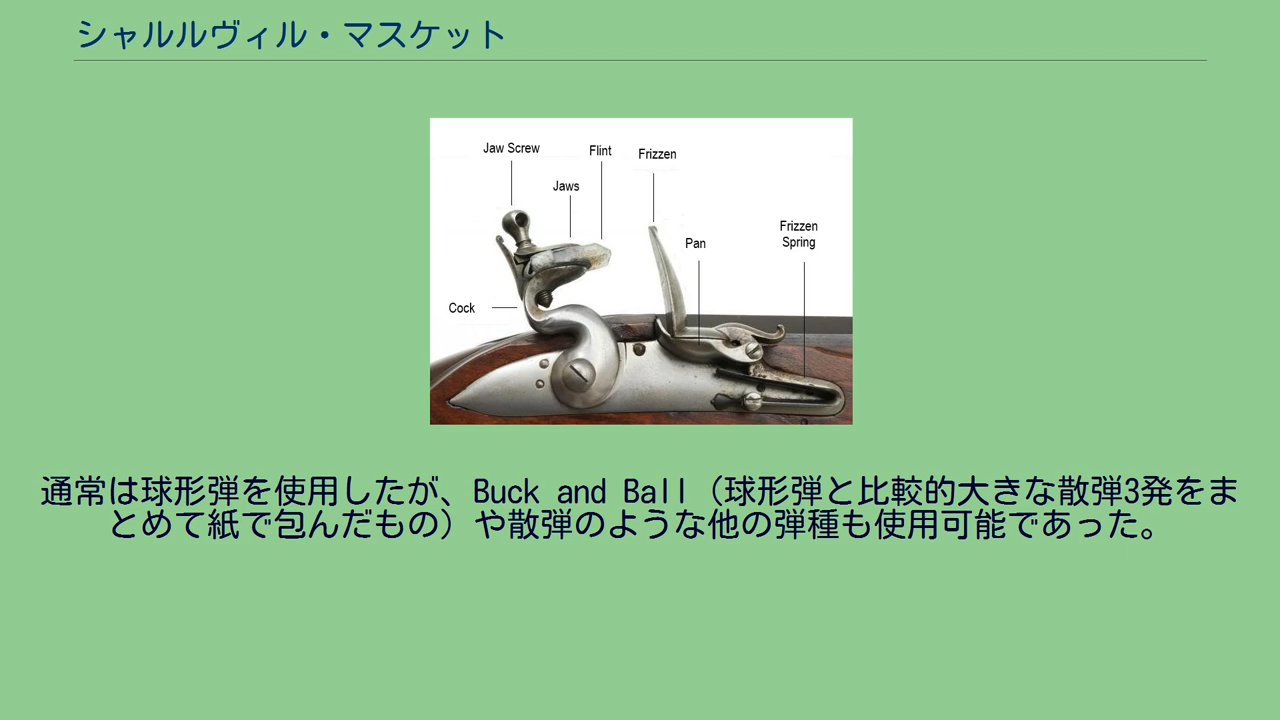 シャルルヴィル・マスケット
Jaw Screw
Flint
Frizzen
Jaws
Frizzen
Spring
Pan
Cock
通常は球形弾を使用したが、Buck and Ball（球形弾と比較的大きな散弾3発をま
とめて紙で包んだもの）や散弾のような他の弾種も使用可能であった。